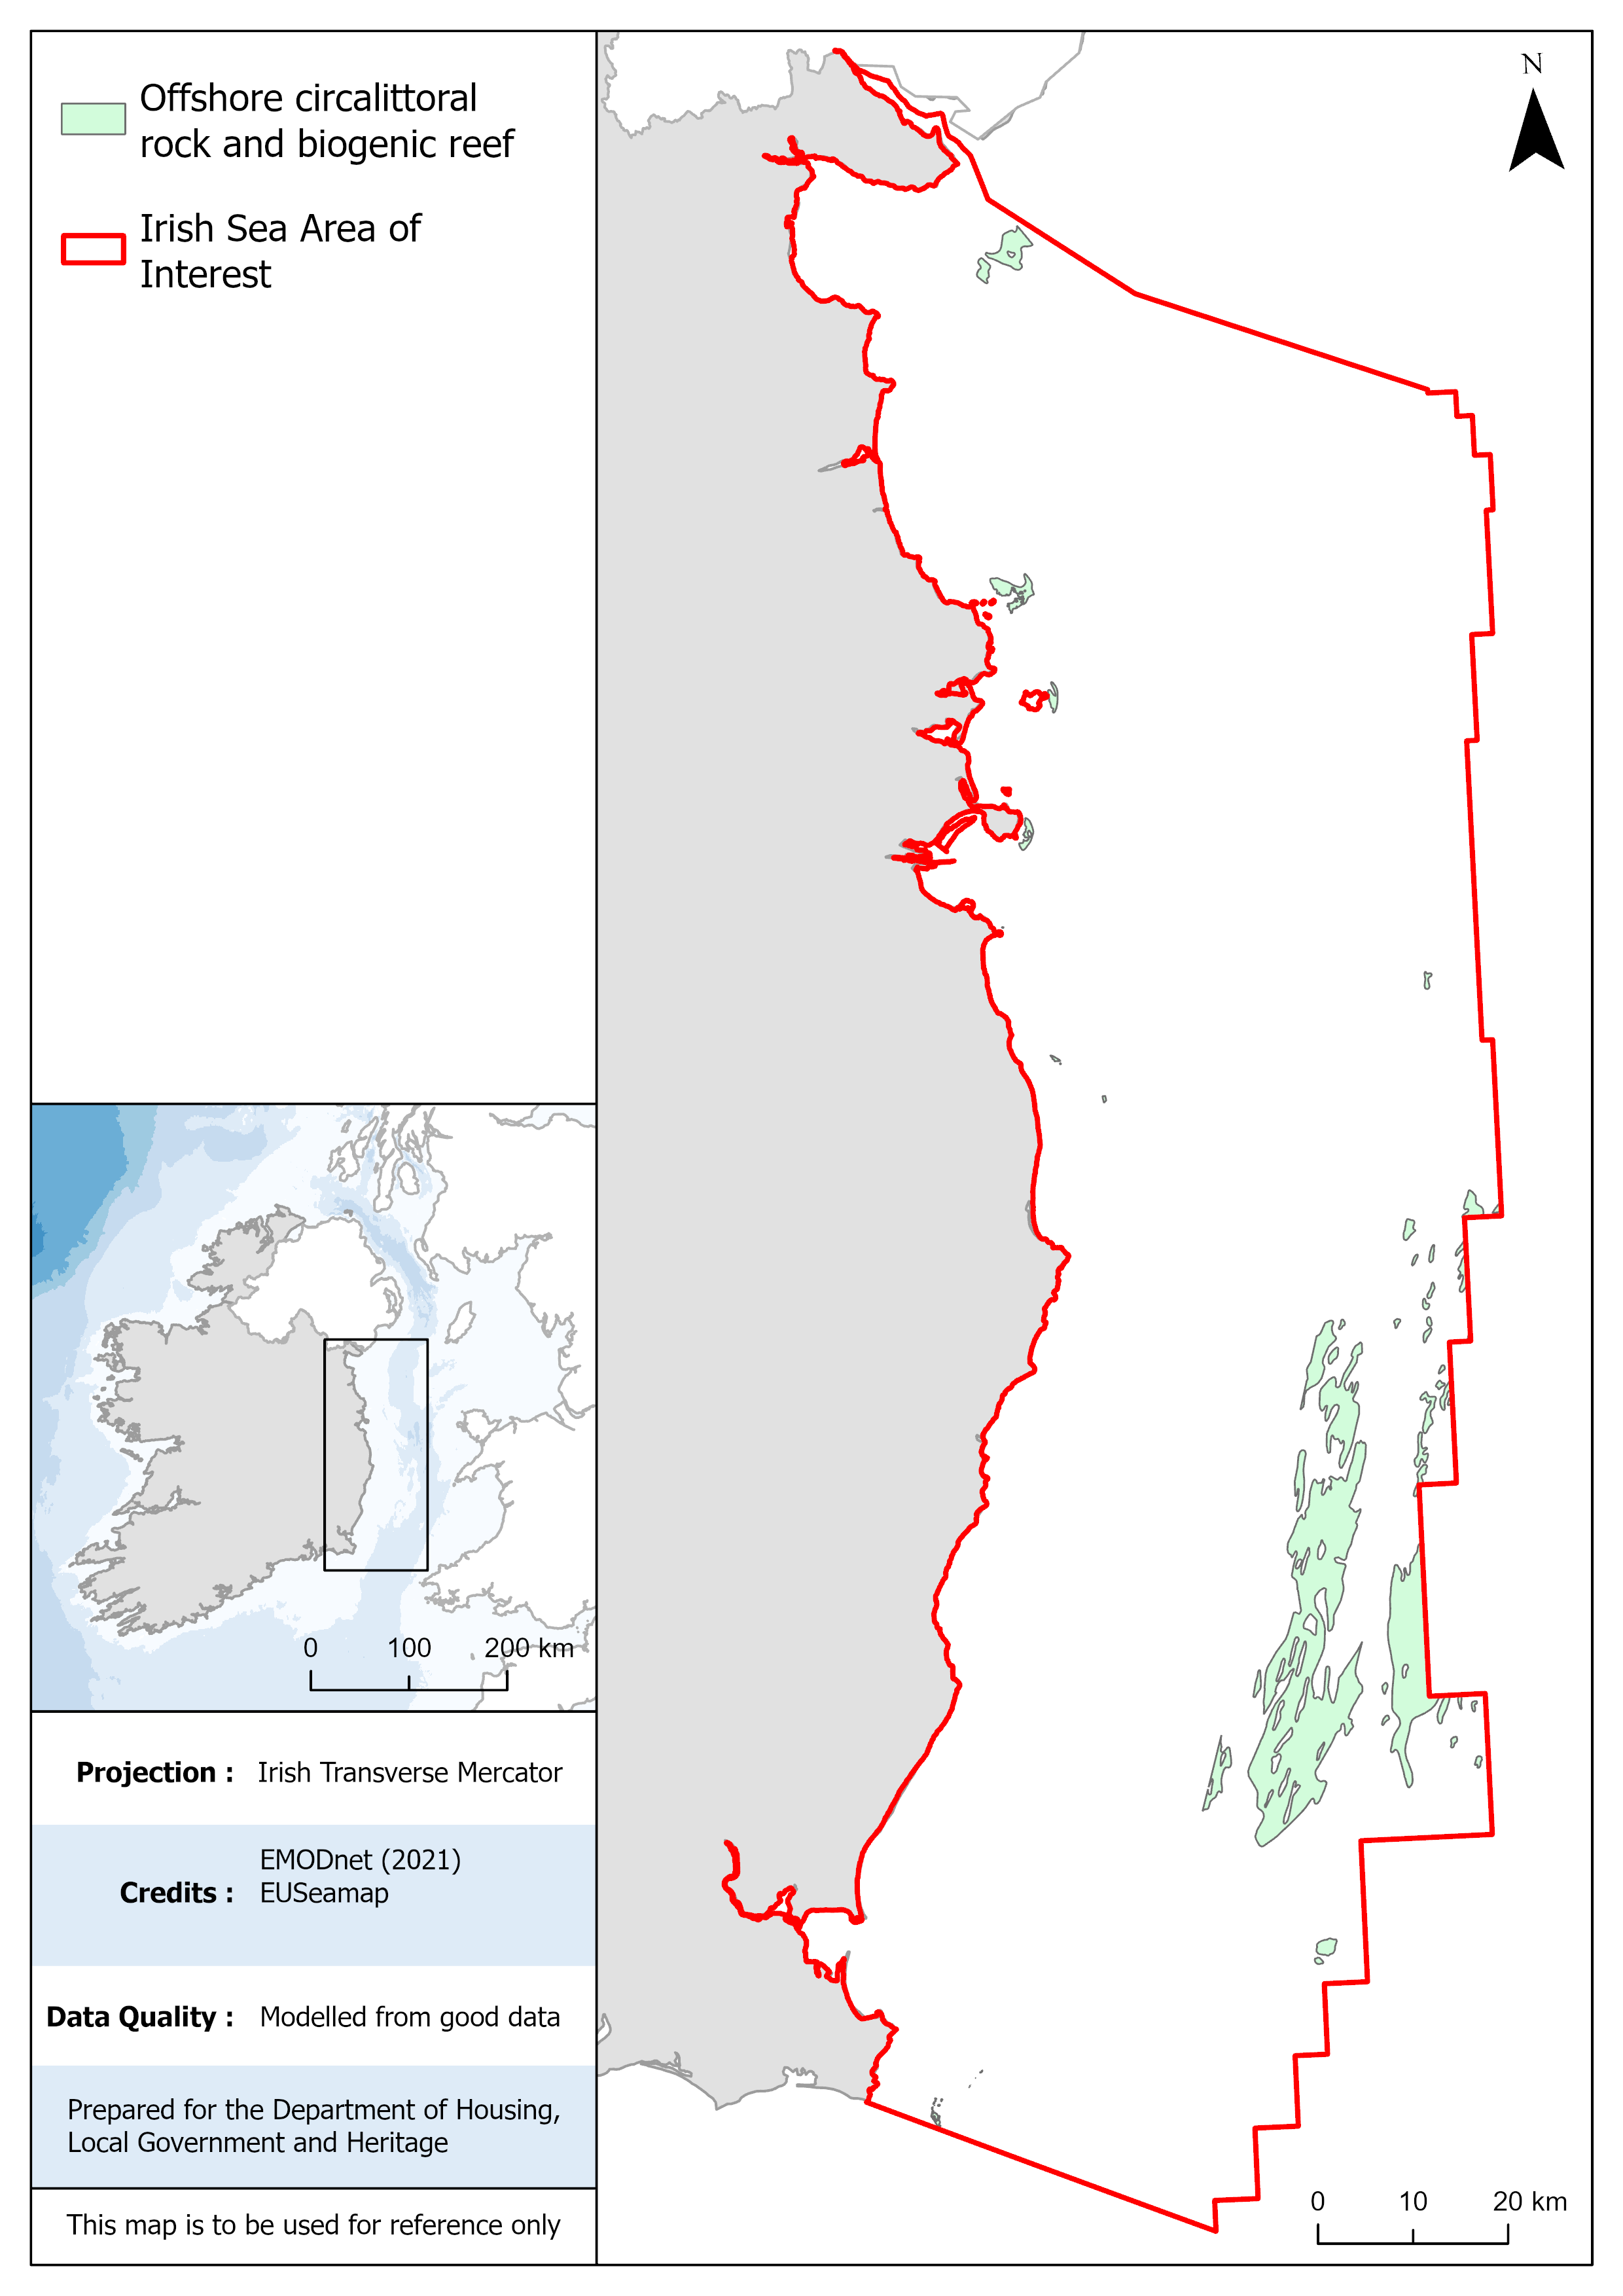 Offshore circalittoral
rock and biogenic reef
Irish Sea Area of
Interest
N
0 100 200 km
Projection : Irish Transverse Mercator
EMODnet (2021)
Credits : EUSeamap
Data Quality : Modelled from good data
Prepared for the Department of Housing,
Local Government and Heritage
This map is to be used for reference only
0 10 20 km